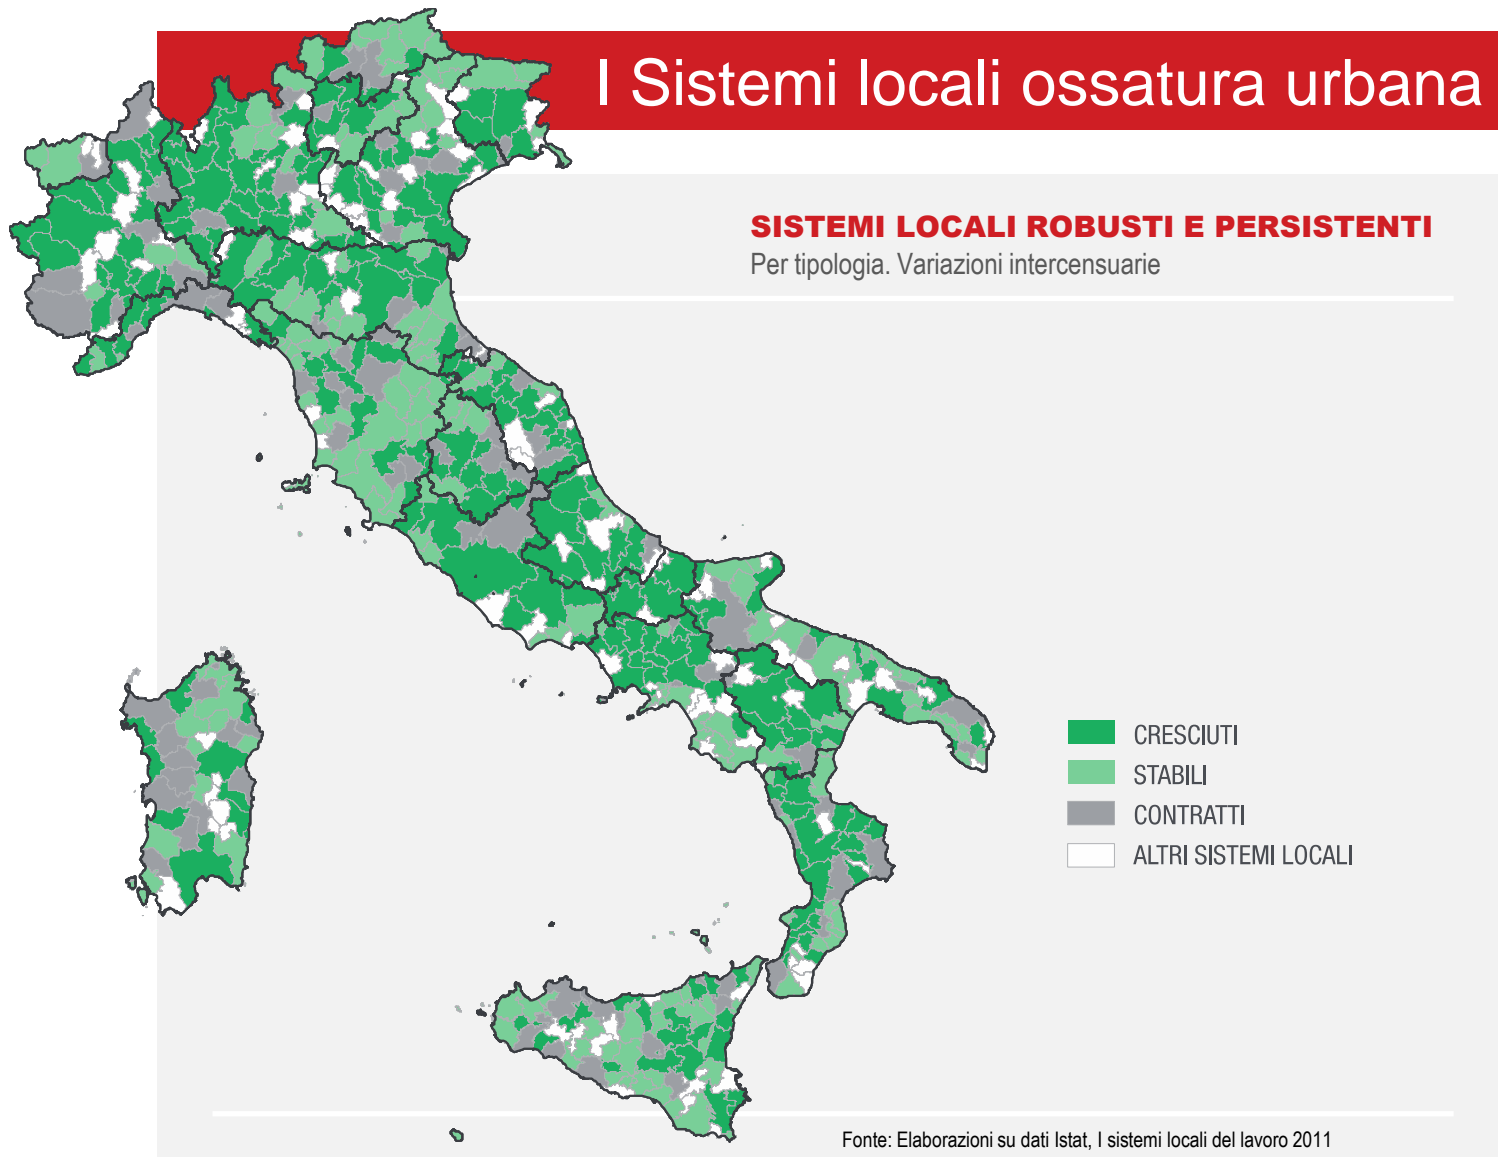 I Sistemi locali ossatura urbana
SISTEMI LOCALI ROBUSTI E PERSISTENTI
Per tipologia. Variazioni intercensuarie
CRESCIUTI
STABILI
CONTRATTI
ALTRI SISTEMI LOCALI
Fonte: Elaborazioni su dati Istat, I sistemi locali del lavoro 2011